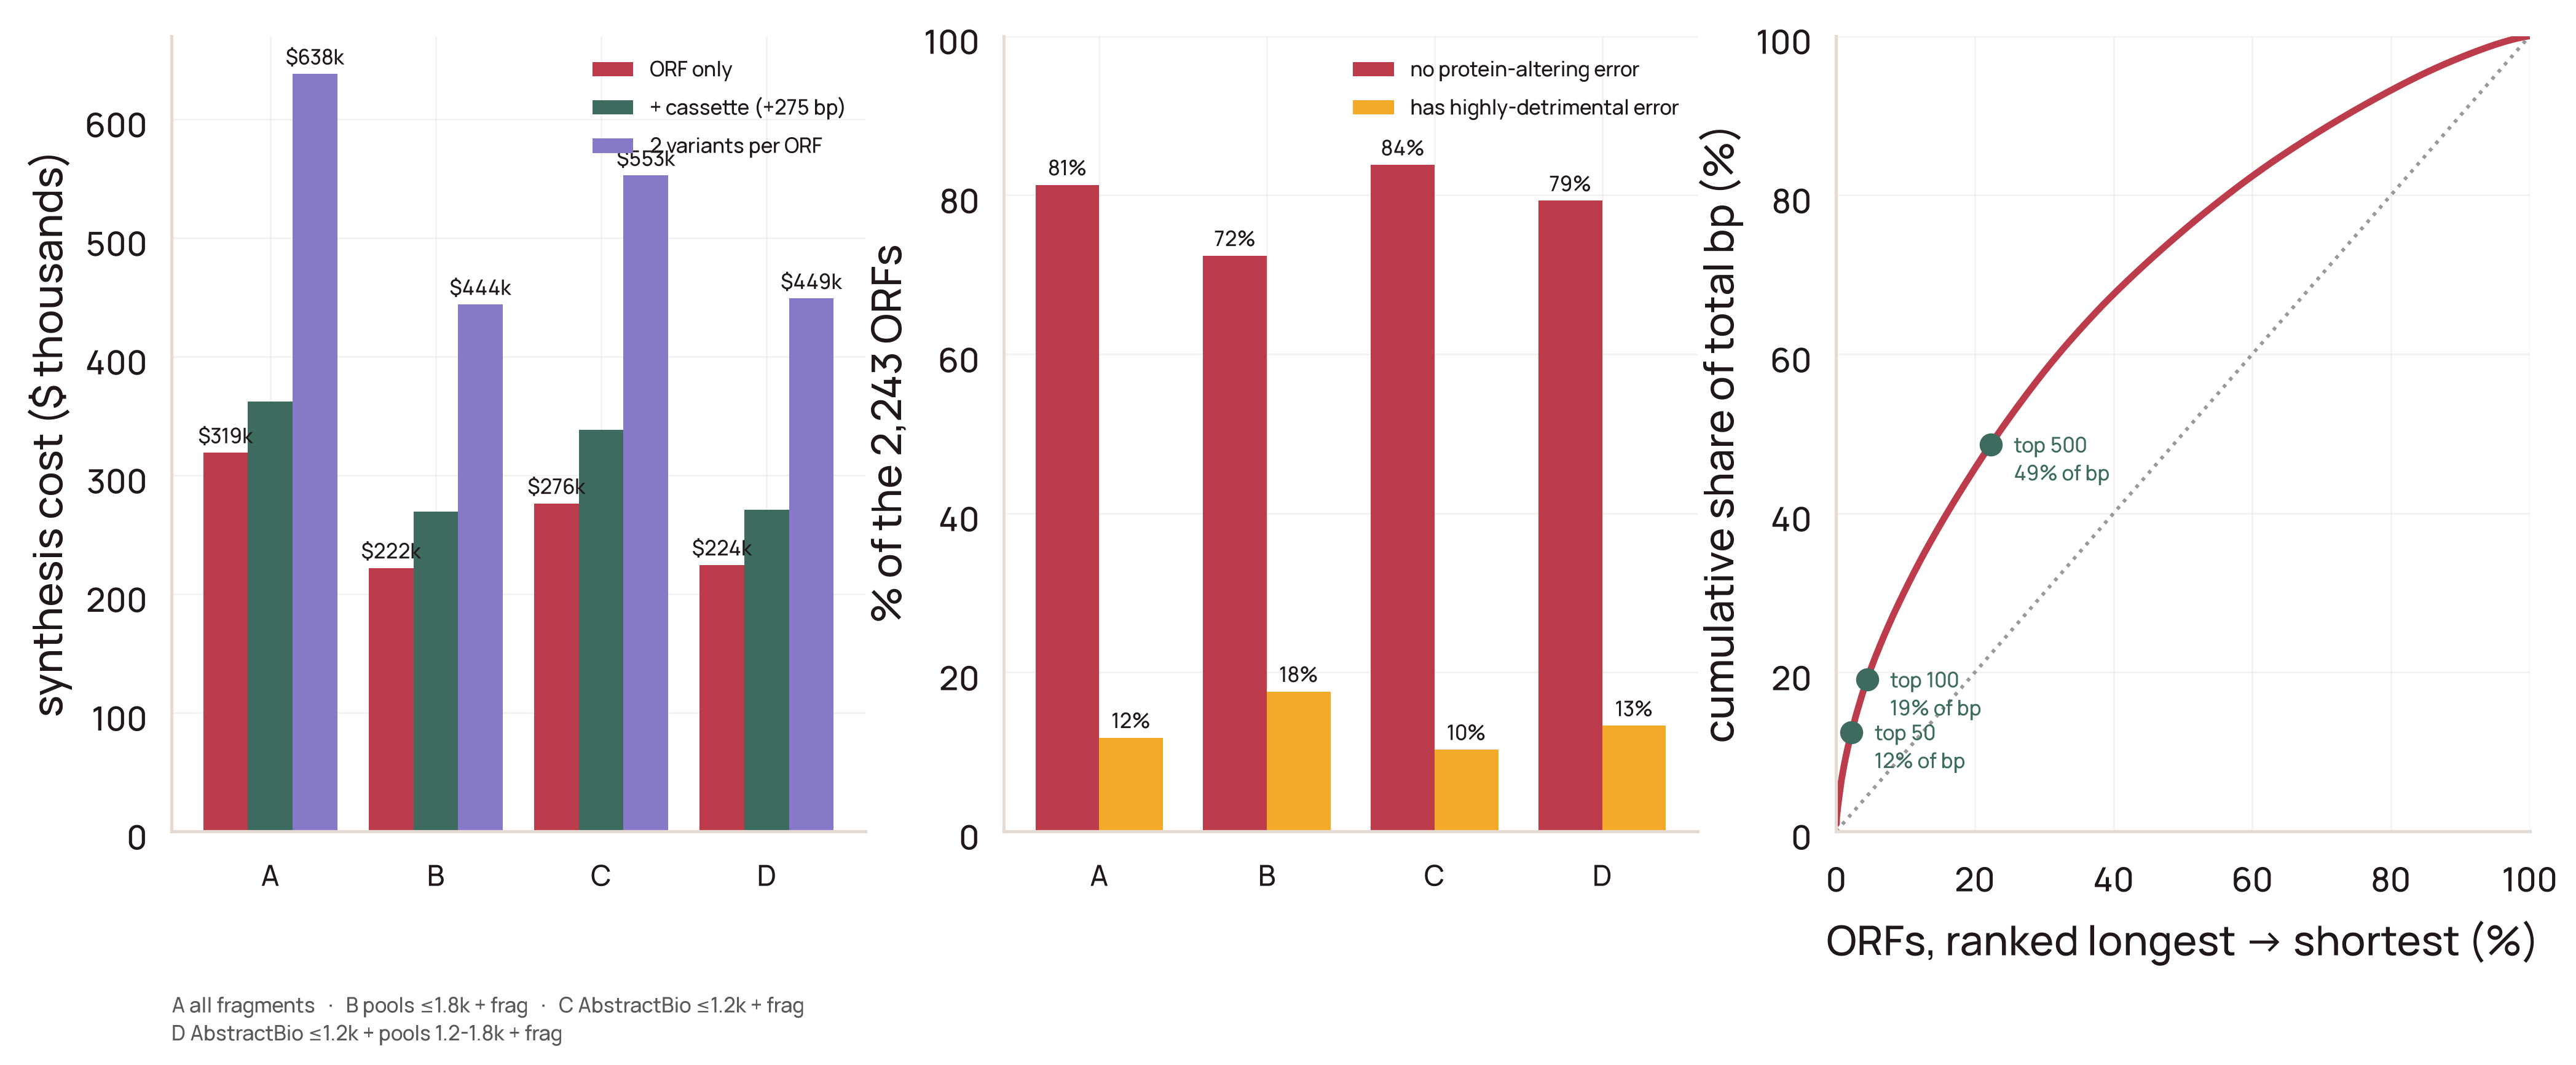 synthesis cost ($ thousands)
600
500
400
300
200
100
0
$638k
$553k
$444k
$449k
$319k
$276k
$222k
$224k
ORF only
+ cassette (+275 bp)
2 variants per ORF
A
B
C
D
% of the 2,243 ORFs
100
80
60
40
20
0
no protein-altering error
has highly-detrimental error
81%
72%
84%
79%
12%
18%
10%
13%
A
B
C
D
cumulative share of total bp (%)
100
80
60
40
20
0
top 500
49% of bp
top 100
19% of bp
top 50
12% of bp
0
20
40
60
80
100
ORFs, ranked longest → shortest (%)
A all fragments · B pools ≤1.8k + frag · C AbstractBio ≤1.2k + frag
D AbstractBio ≤1.2k + pools 1.2-1.8k + frag